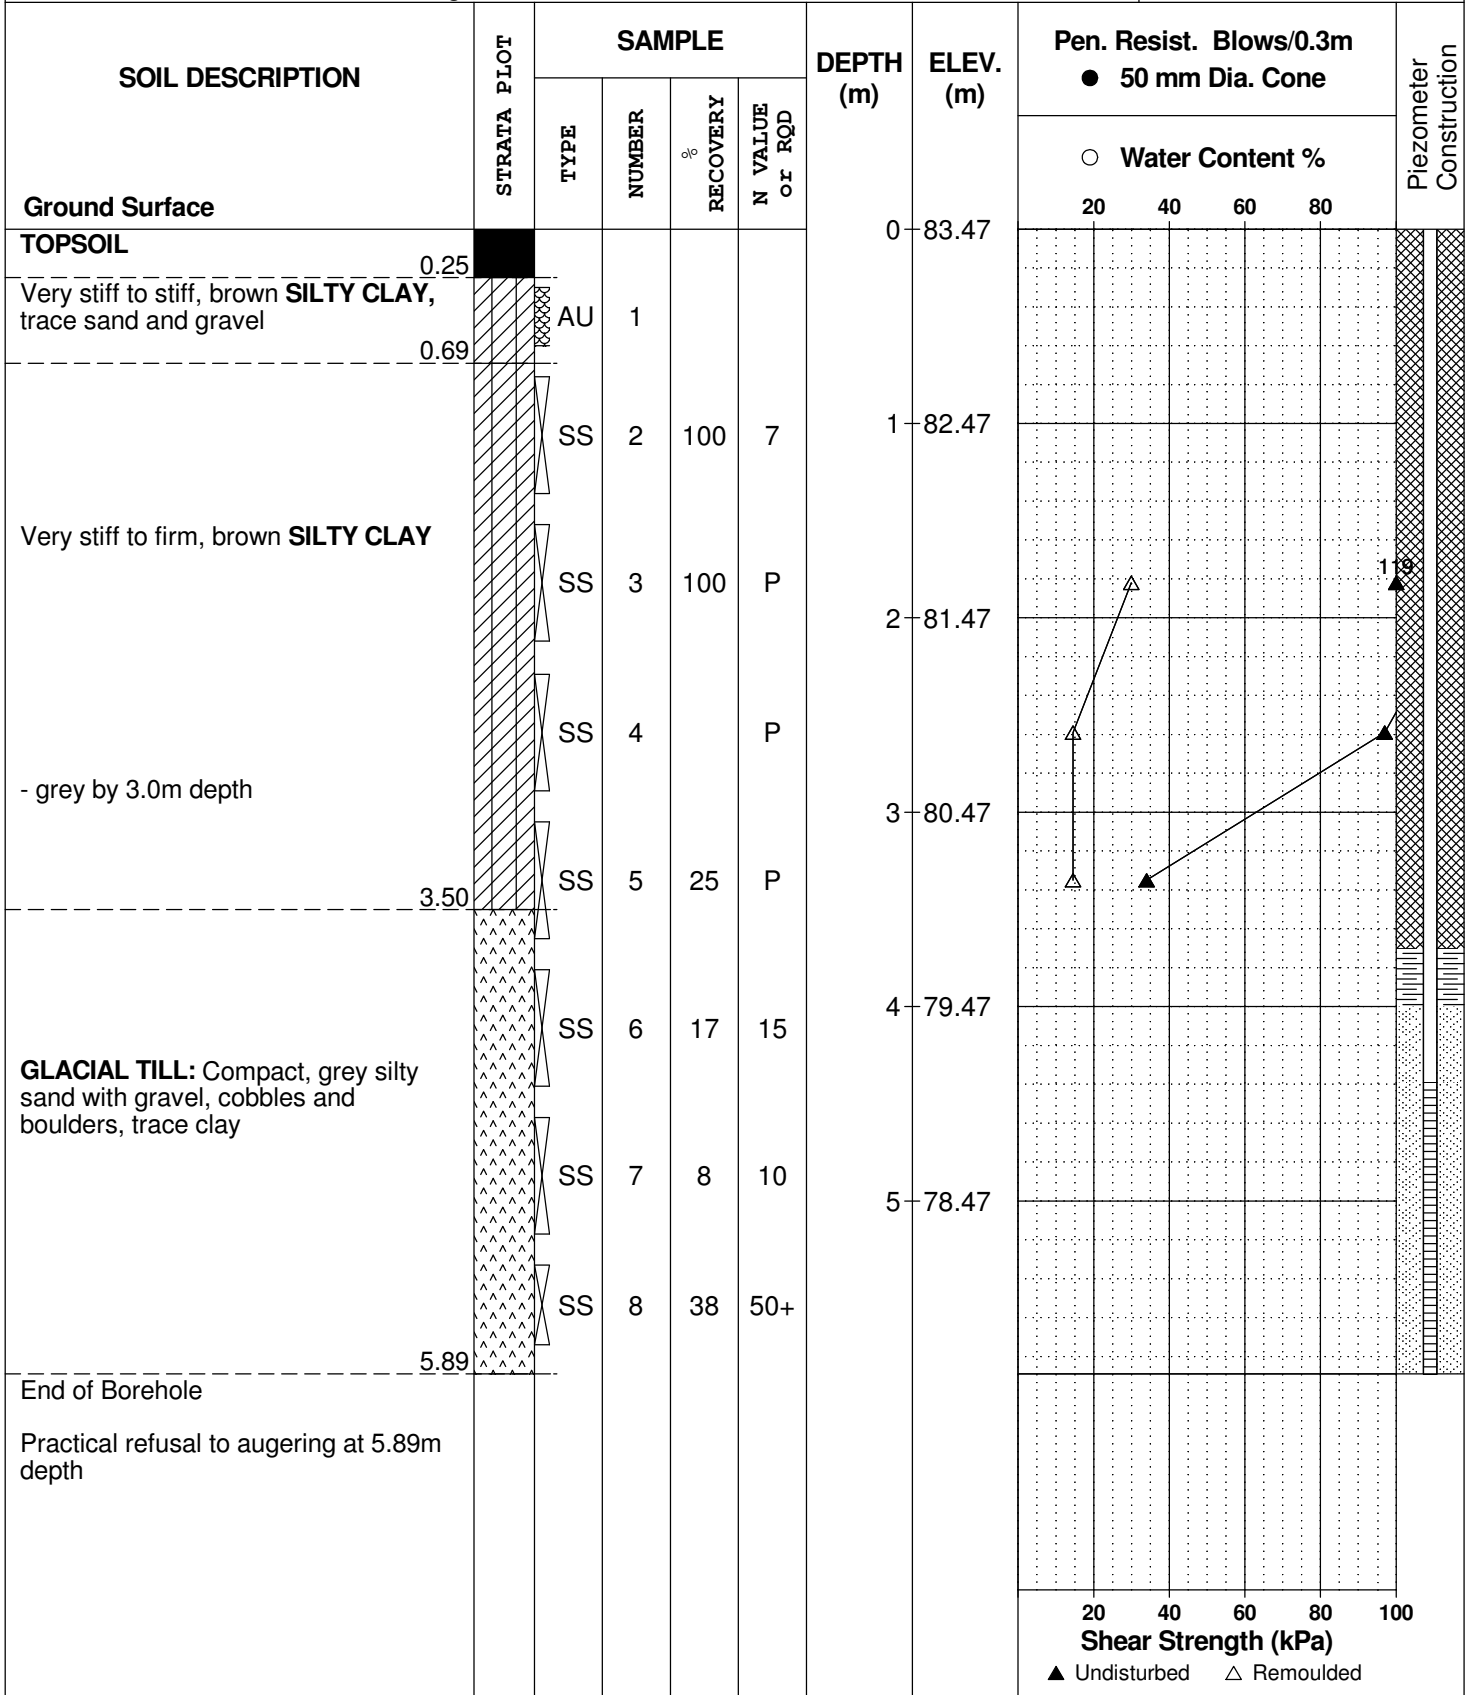 SOIL DESCRIPTION
STRATA PLOT
SAMPLE
TYPE
NUMBER
% RECOVERY
N VALUE or RQD
DEPTH (m)
ELEV. (m)
Pen. Resist. Blows/0.3m
● 50 mm Dia. Cone
○ Water Content %
Piezometer Construction
20 40 60 80
Ground Surface
0 83.47
TOPSOIL
0.25
Very stiff to stiff, brown SILTY CLAY,
trace sand and gravel
AU 1
0.69
SS 2 100 7
1 82.47
Very stiff to firm, brown SILTY CLAY
119
SS 3 100 P
2 81.47
SS 4 P
- grey by 3.0m depth
3 80.47
SS 5 25 P
3.50
4 79.47
SS 6 17 15
GLACIAL TILL: Compact, grey silty
sand with gravel, cobbles and
boulders, trace clay
SS 7 8 10
5 78.47
SS 8 38 50+
5.89
End of Borehole
Practical refusal to augering at 5.89m
depth
20 40 60 80 100
Shear Strength (kPa)
▲ Undisturbed △ Remoulded